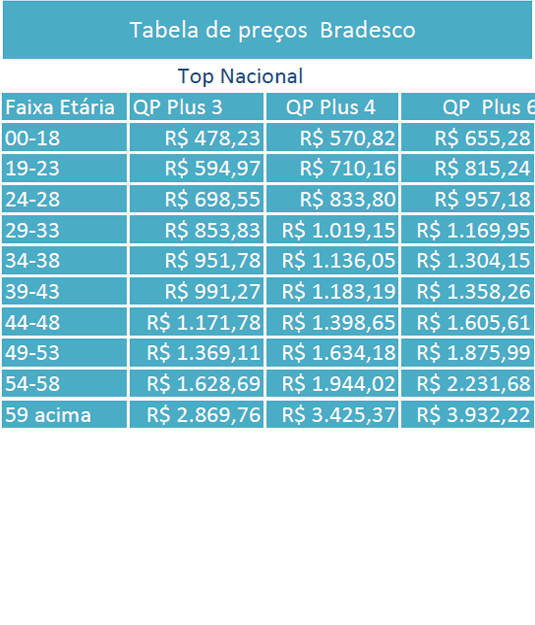 Tabela de preços Bradesco
Top Nacional
Faixa Etária QP Plus 3 QP Plus 4 QP Plus 6
00-18 R$ 478,23 R$ 570,82 R$ 655,28
19-23 R$ 594,97 R$ 710,16 R$ 815,24
24-28 R$ 698,55 R$ 833,80 R$ 957,18
29-33 R$ 853,83 R$ 1.019,15 R$ 1.169,95
34-38 R$ 951,78 R$ 1.136,05 R$ 1.304,15
39-43 R$ 991,27 R$ 1.183,19 R$ 1.358,26
44-48 R$ 1.171,78 R$ 1.398,65 R$ 1.605,61
49-53 R$ 1.369,11 R$ 1.634,18 R$ 1.875,99
54-58 R$ 1.628,69 R$ 1.944,02 R$ 2.231,68
59 acima R$ 2.869,76 R$ 3.425,37 R$ 3.932,22